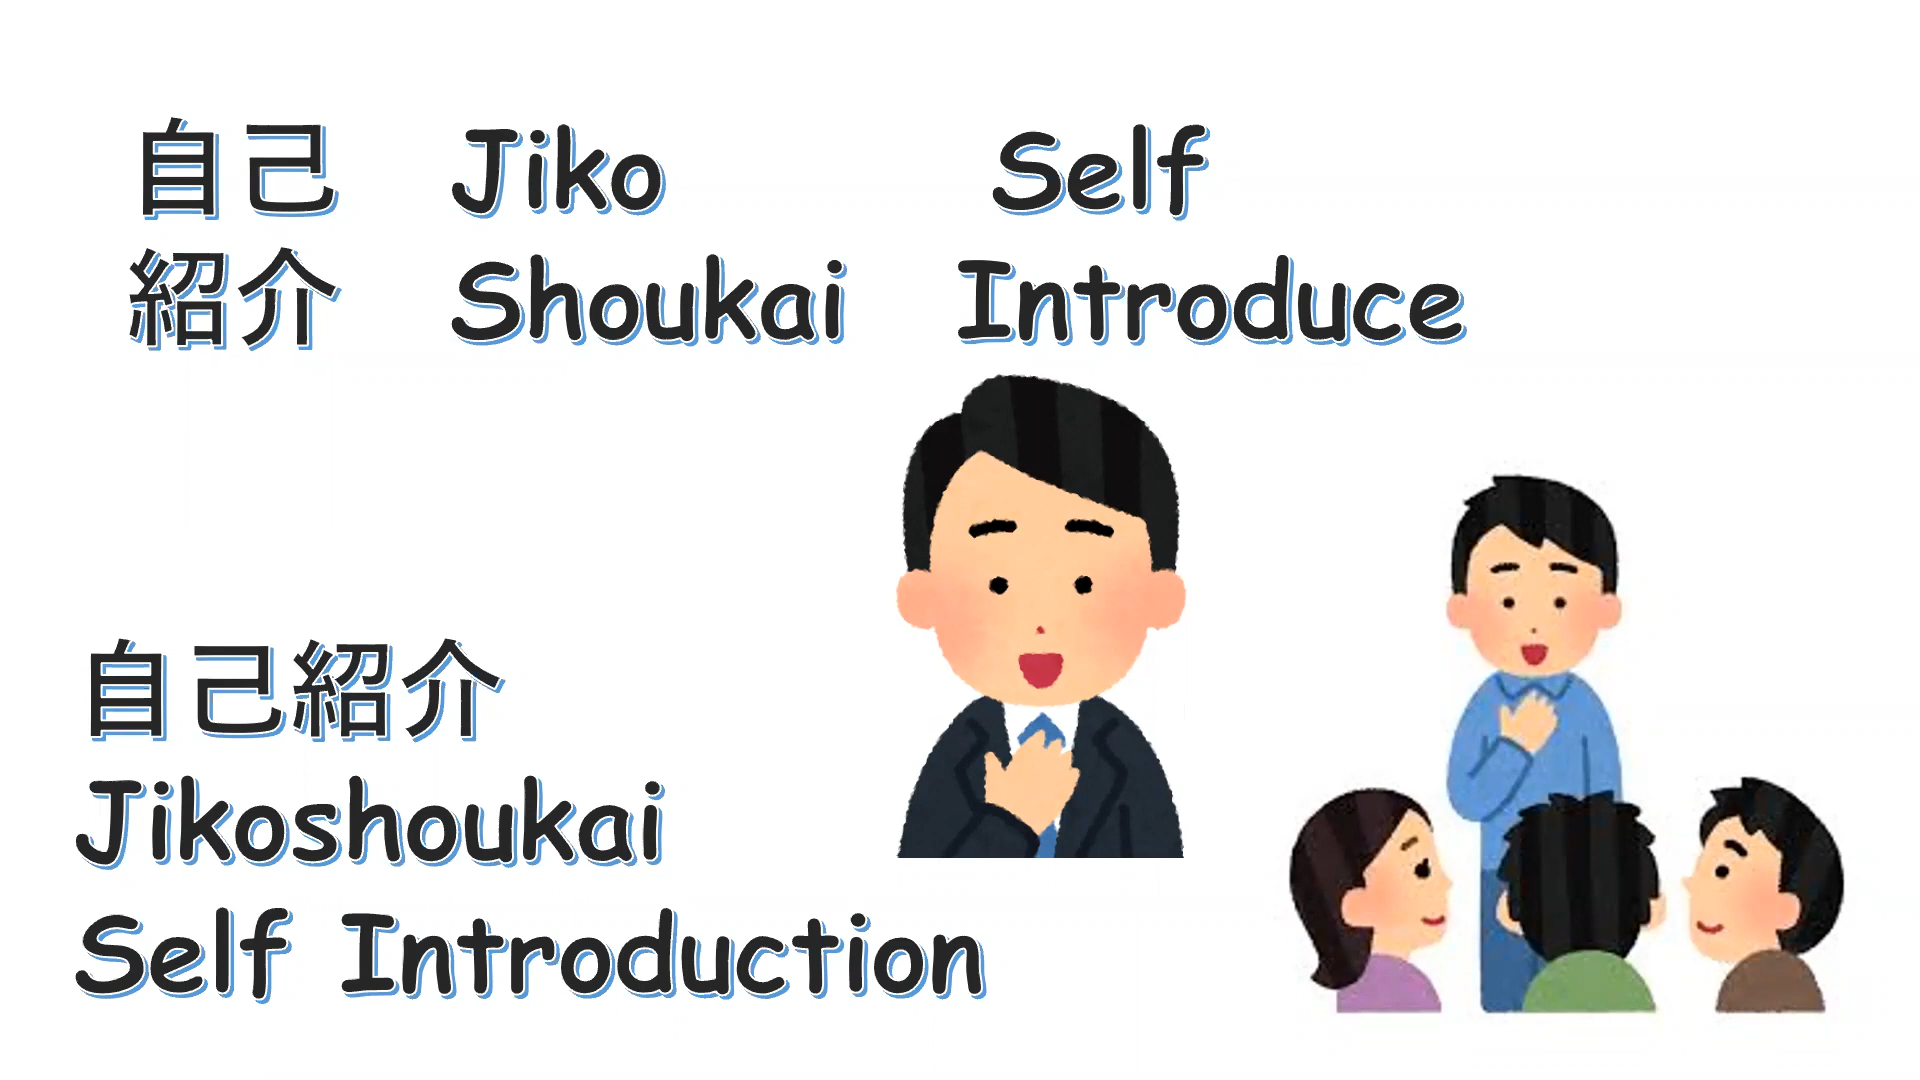 自己 Jiko Self
紹介 Shoukai Introduce
自己紹介
Jikoshoukai
Self Introduction